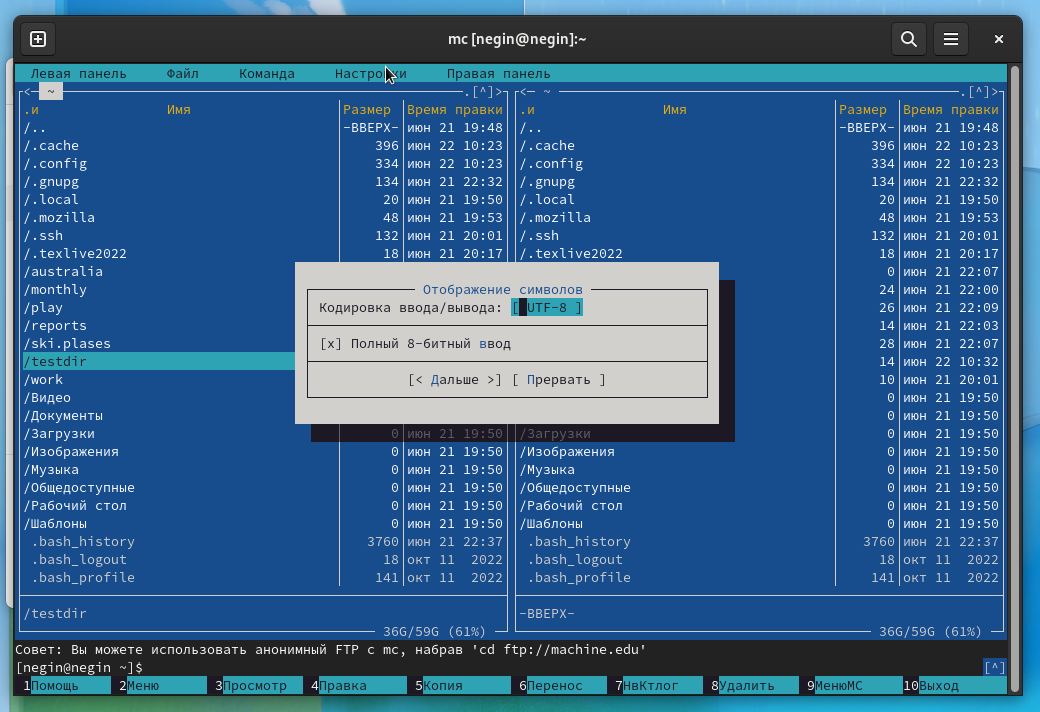 mc [negin@negin]:~
Левая панель Файл Команда Настройки Правая панель
<─ ~ .[^]> <─ ~ .[^]>
.и Имя Размер Время правки .и Имя Размер Время правки
/.. -ВВЕРХ- июн 21 19:48 /.. -ВВЕРХ- июн 21 19:48
/.cache 396 июн 22 10:23 /.cache 396 июн 22 10:23
/.config 334 июн 22 10:23 /.config 334 июн 22 10:23
/.gnupg 134 июн 21 22:32 /.gnupg 134 июн 21 22:32
/.local 20 июн 21 19:50 /.local 20 июн 21 19:50
/.mozilla 48 июн 21 19:53 /.mozilla 48 июн 21 19:53
/.ssh 132 июн 21 20:01 /.ssh 132 июн 21 20:01
/.texlive2022 18 июн 21 20:17 /.texlive2022 18 июн 21 20:17
/australia 0 июн 21 22:07
/monthly Отображение символов 24 июн 21 22:00
/play Кодировка ввода/вывода: [ UTF-8 ] 26 июн 21 22:09
/reports 14 июн 21 22:03
/ski.plases [x] Полный 8-битный ввод 28 июн 21 22:07
/testdir 14 июн 22 10:32
/work [< Дальше >] [ Прервать ] 10 июн 21 20:01
/Видео 0 июн 21 19:50
/Документы 0 июн 21 19:50
/Загрузки 0 июн 21 19:50 /Загрузки 0 июн 21 19:50
/Изображения 0 июн 21 19:50 /Изображения 0 июн 21 19:50
/Музыка 0 июн 21 19:50 /Музыка 0 июн 21 19:50
/Общедоступные 0 июн 21 19:50 /Общедоступные 0 июн 21 19:50
/Рабочий стол 0 июн 21 19:50 /Рабочий стол 0 июн 21 19:50
/Шаблоны 0 июн 21 19:50 /Шаблоны 0 июн 21 19:50
.bash_history 3760 июн 21 22:37 .bash_history 3760 июн 21 22:37
.bash_logout 18 окт 11 2022 .bash_logout 18 окт 11 2022
.bash_profile 141 окт 11 2022 .bash_profile 141 окт 11 2022
/testdir -ВВЕРХ-
36G/59G (61%) 36G/59G (61%)
Совет: Вы можете использовать анонимный FTP с mc, набрав 'cd ftp://machine.edu'
[negin@negin ~]$ [^]
1Помощь 2Меню 3Просмотр 4Правка 5Копия 6Перенос 7НвКтлог 8Удалить 9МенюМС 10Выход